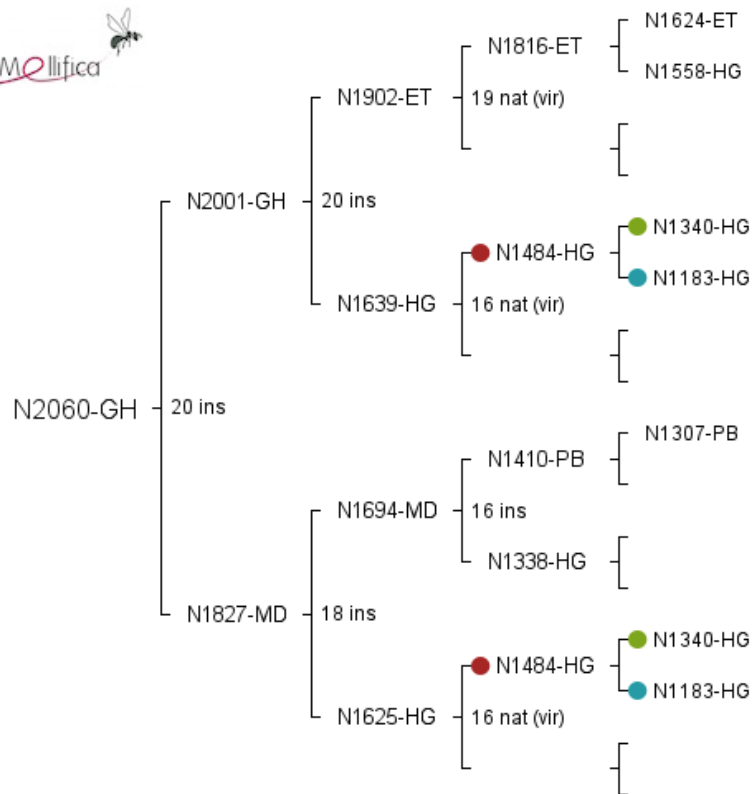 Mellifica
N1624-ET
N1816-ET
N1558-HG
N1902-ET
19 nat (vir)
N2001-GH
20 ins
N1340-HG
N1484-HG
N1183-HG
N1639-HG
16 nat (vir)
N2060-GH
20 ins
N1307-PB
N1410-PB
N1694-MD
16 ins
N1338-HG
N1827-MD
18 ins
N1340-HG
N1484-HG
N1183-HG
N1625-HG
16 nat (vir)